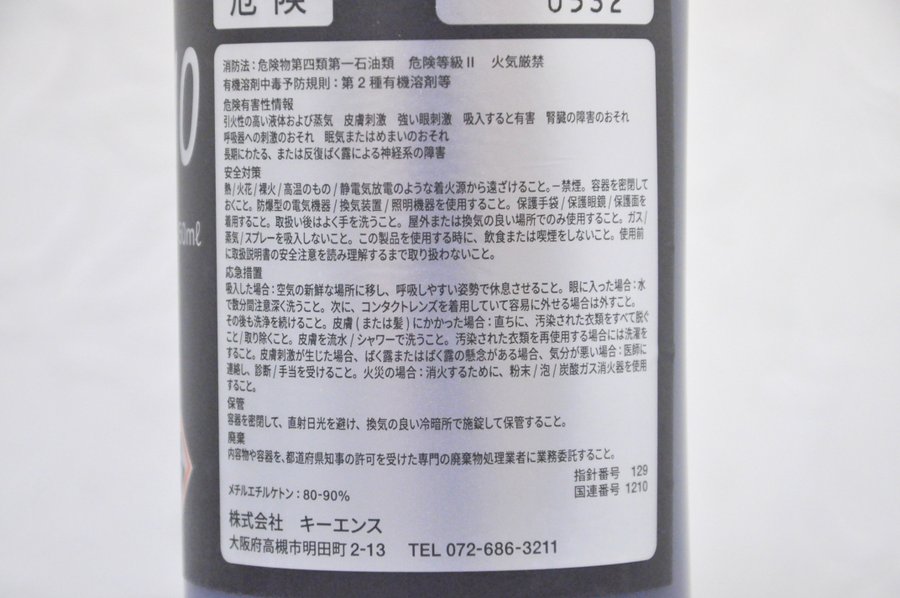 危険
0532
0
50ml
消防法：危険物第四類第一石油類　危険等級Ⅱ　火気厳禁
有機溶剤中毒予防規則：第２種有機溶剤等
危険有害性情報
引火性の高い液体および蒸気　皮膚刺激　強い眼刺激　吸入すると有害　腎臓の障害のおそれ
呼吸器への刺激のおそれ　眠気またはめまいのおそれ
長期にわたる、または反復ばく露による神経系の障害
安全対策
熱/火花/裸火/高温のもの/静電気放電のような着火源から遠ざけること。－禁煙。容器を密閉して
おくこと。防爆型の電気機器/換気装置/照明機器を使用すること。保護手袋/保護眼鏡/保護面を
着用すること。取扱い後はよく手を洗うこと。屋外または換気の良い場所でのみ使用すること。ガス/
蒸気/スプレーを吸入しないこと。この製品を使用する時に、飲食または喫煙をしないこと。使用前
に取扱説明書の安全注意を読み理解するまで取り扱わないこと。
応急措置
吸入した場合：空気の新鮮な場所に移し、呼吸しやすい姿勢で休息させること。眼に入った場合：水
で数分間注意深く洗うこと。次に、コンタクトレンズを着用していて容易に外せる場合は外すこと。
その後も洗浄を続けること。皮膚(または髪)にかかった場合：直ちに、汚染された衣類をすべて脱ぐ
こと/取り除くこと。皮膚を流水/シャワーで洗うこと。汚染された衣類を再使用する場合には洗濯を
すること。皮膚刺激が生じた場合、ばく露またはばく露の懸念がある場合、気分が悪い場合：医師に
連絡し、診断/手当を受けること。火災の場合：消火するために、粉末/泡/炭酸ガス消火器を使用
すること。
保管
容器を密閉して、直射日光を避け、換気の良い冷暗所で施錠して保管すること。
廃棄
内容物や容器を、都道府県知事の許可を受けた専門の廃棄物処理業者に業務委託すること。
指針番号　129
メチルエチルケトン：80-90%　国連番号 1210
株式会社　キーエンス
大阪府高槻市明田町2-13　TEL 072-686-3211